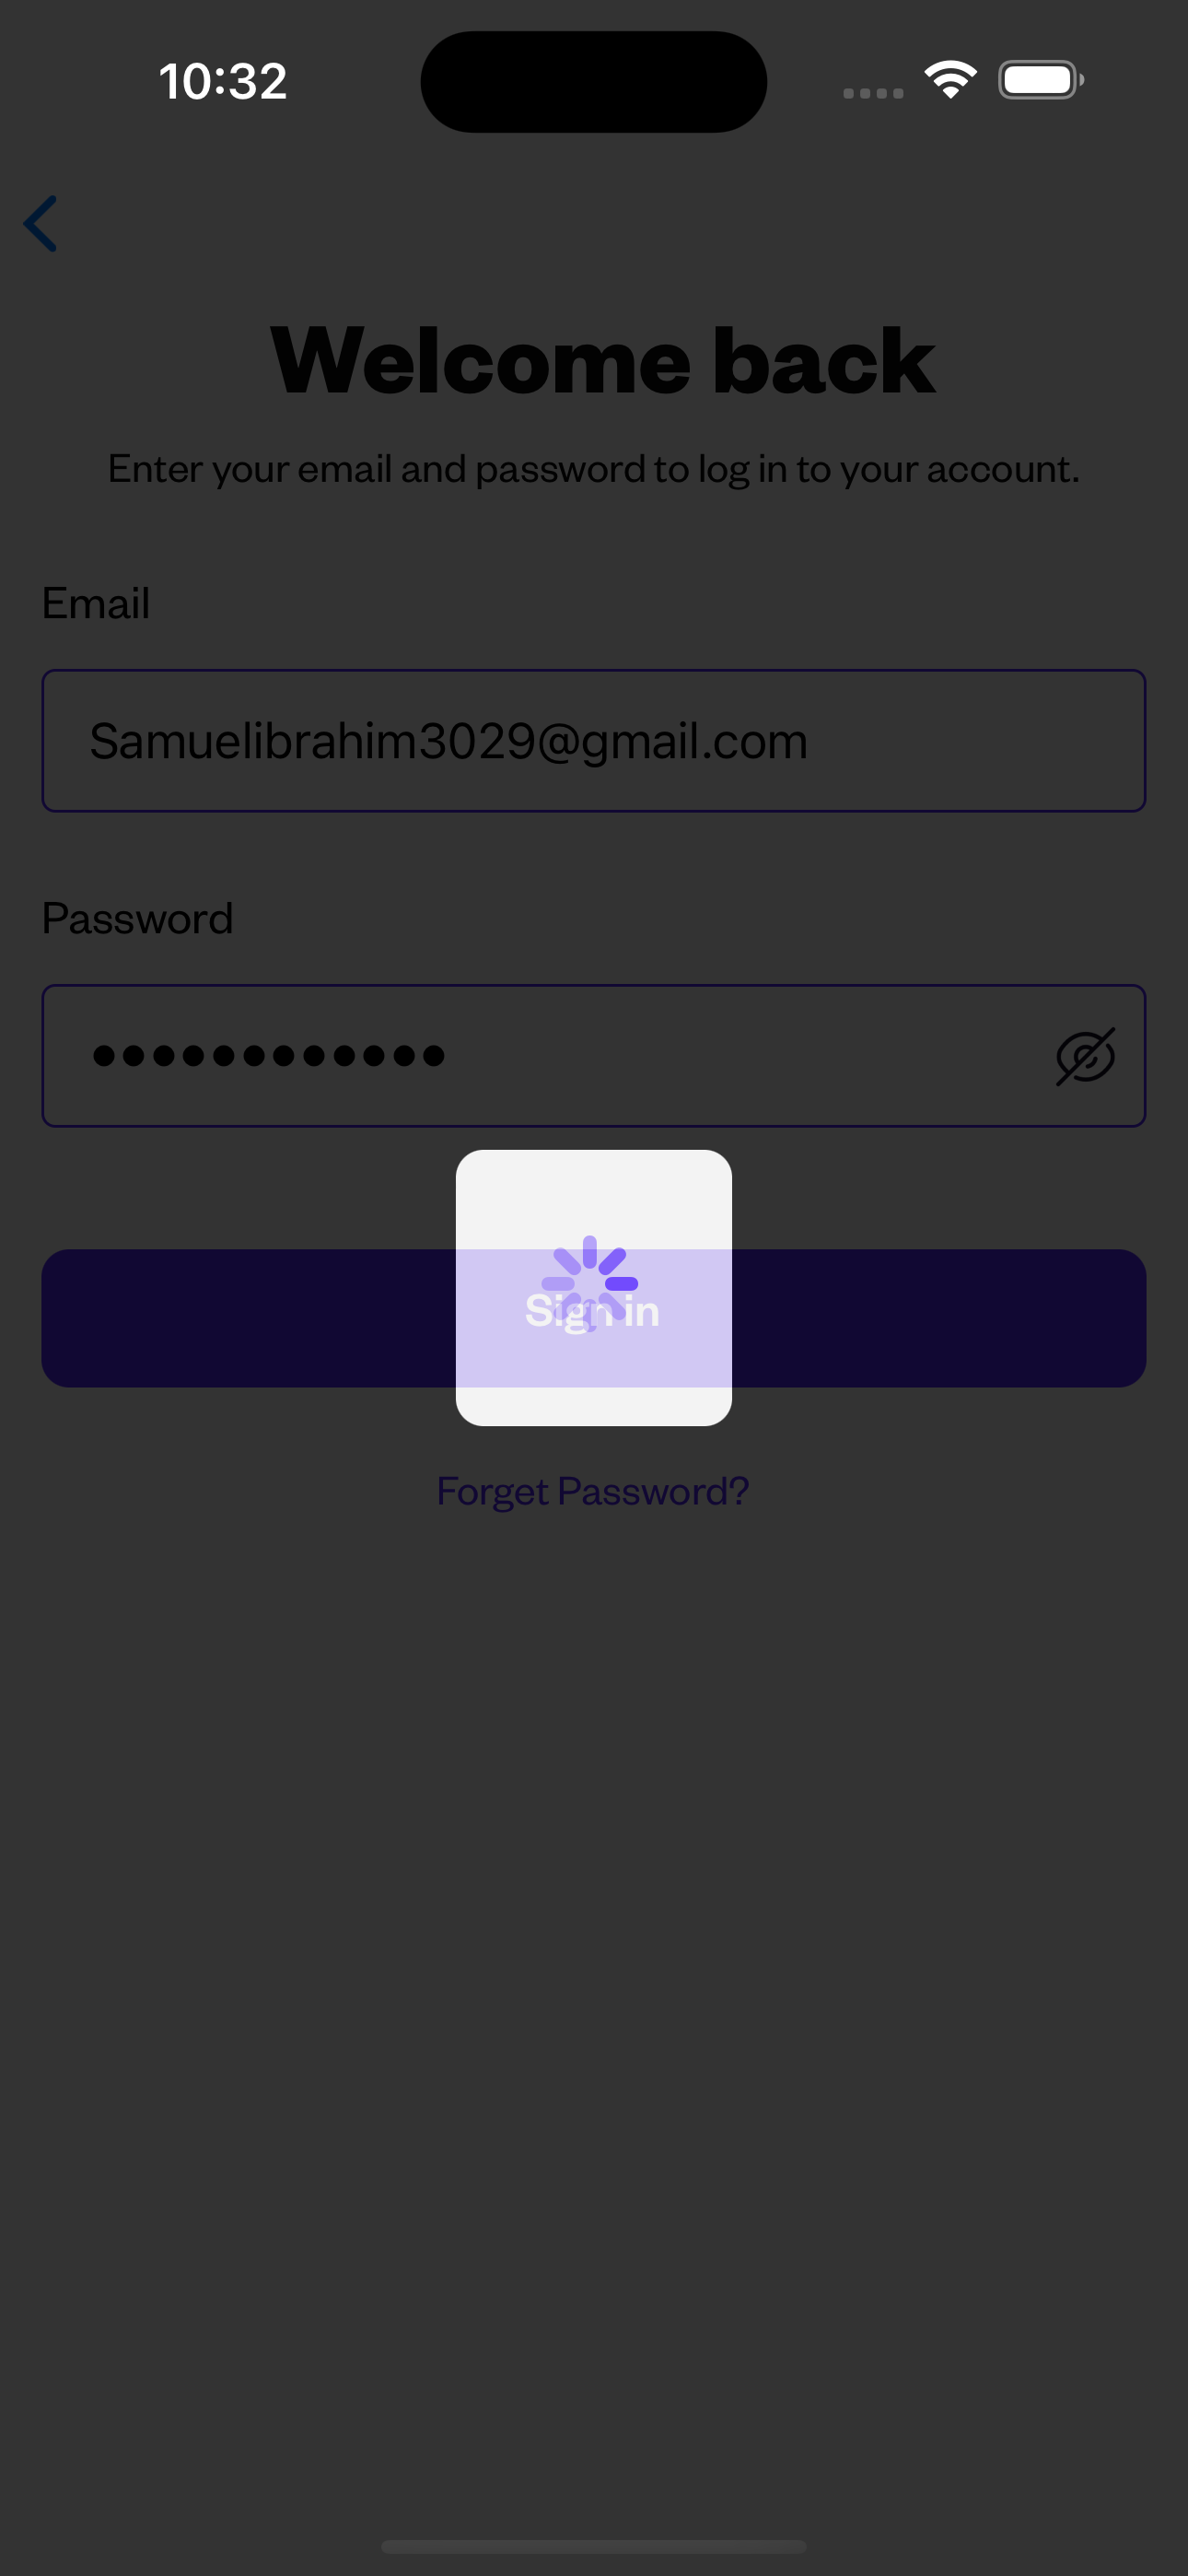 10:32
Welcome back
Enter your email and password to log in to your account.
Email
Samuelibrahim3029@gmail.com
Password
Sign in
Forget Password?